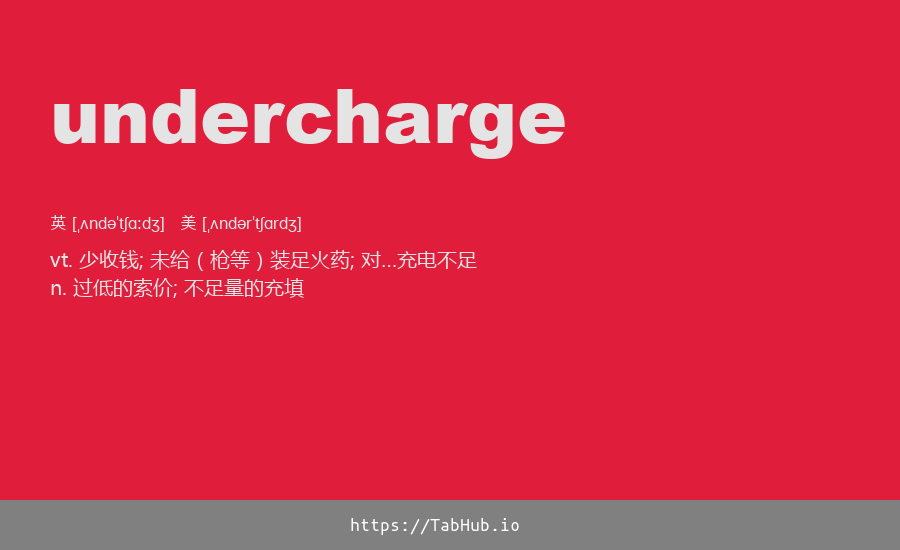 undercharge
英 [ˌʌndəˈtʃɑːdʒ] 美 [ˌʌndərˈtʃɑrdʒ]
vt. 少收钱; 未给（枪等）装足火药; 对…充电不足
n. 过低的索价; 不足量的充填
https://TabHub.io